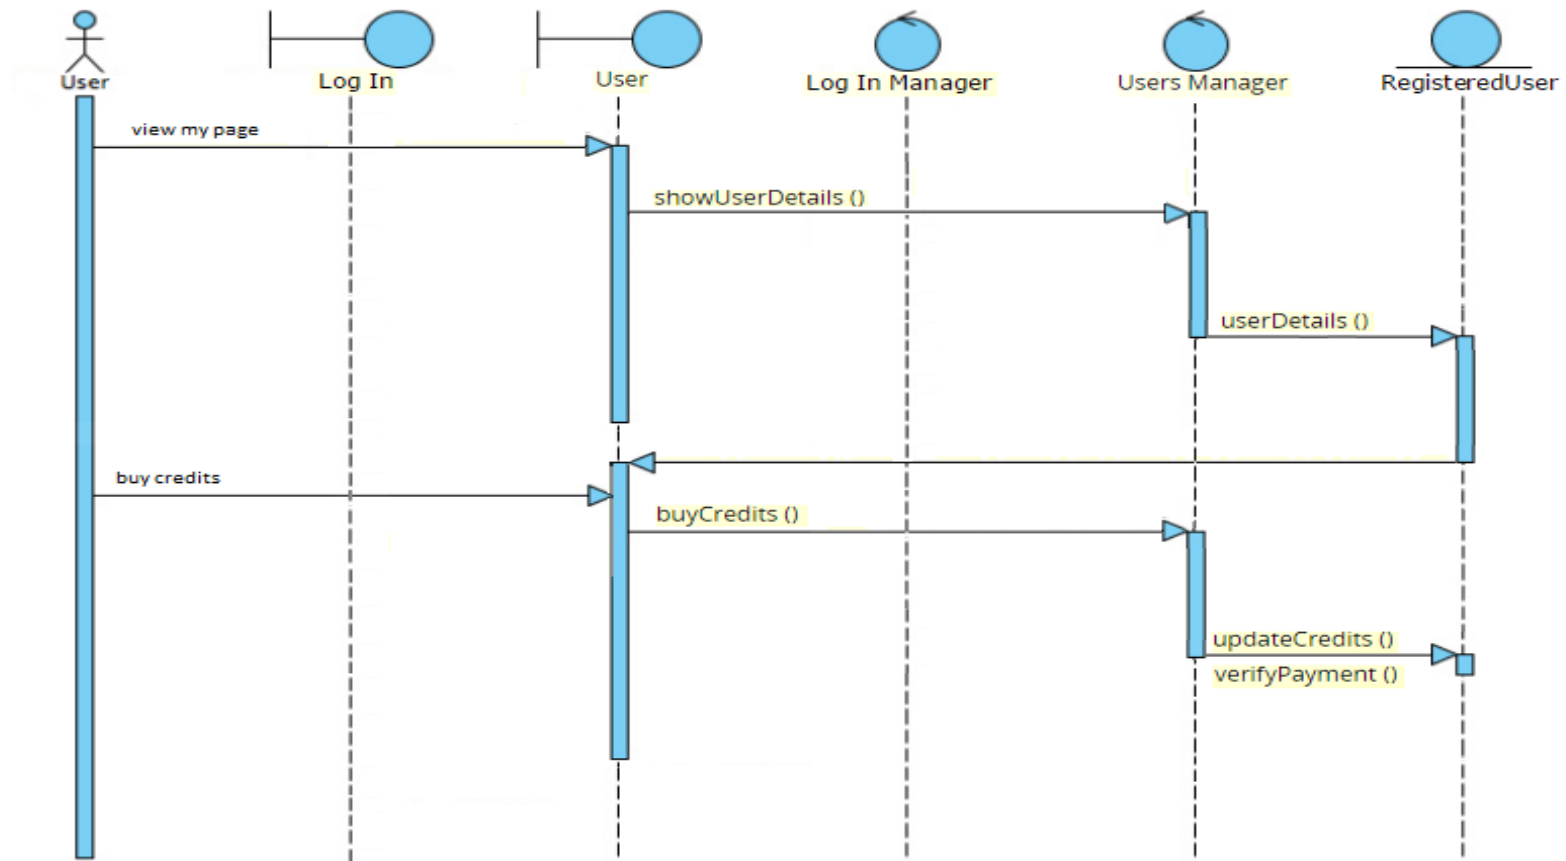 User
Log In
User
Log In Manager
Users Manager
RegisteredUser
view my page
showUserDetails ()
userDetails ()
buy credits
buyCredits ()
updateCredits ()
verifyPayment ()